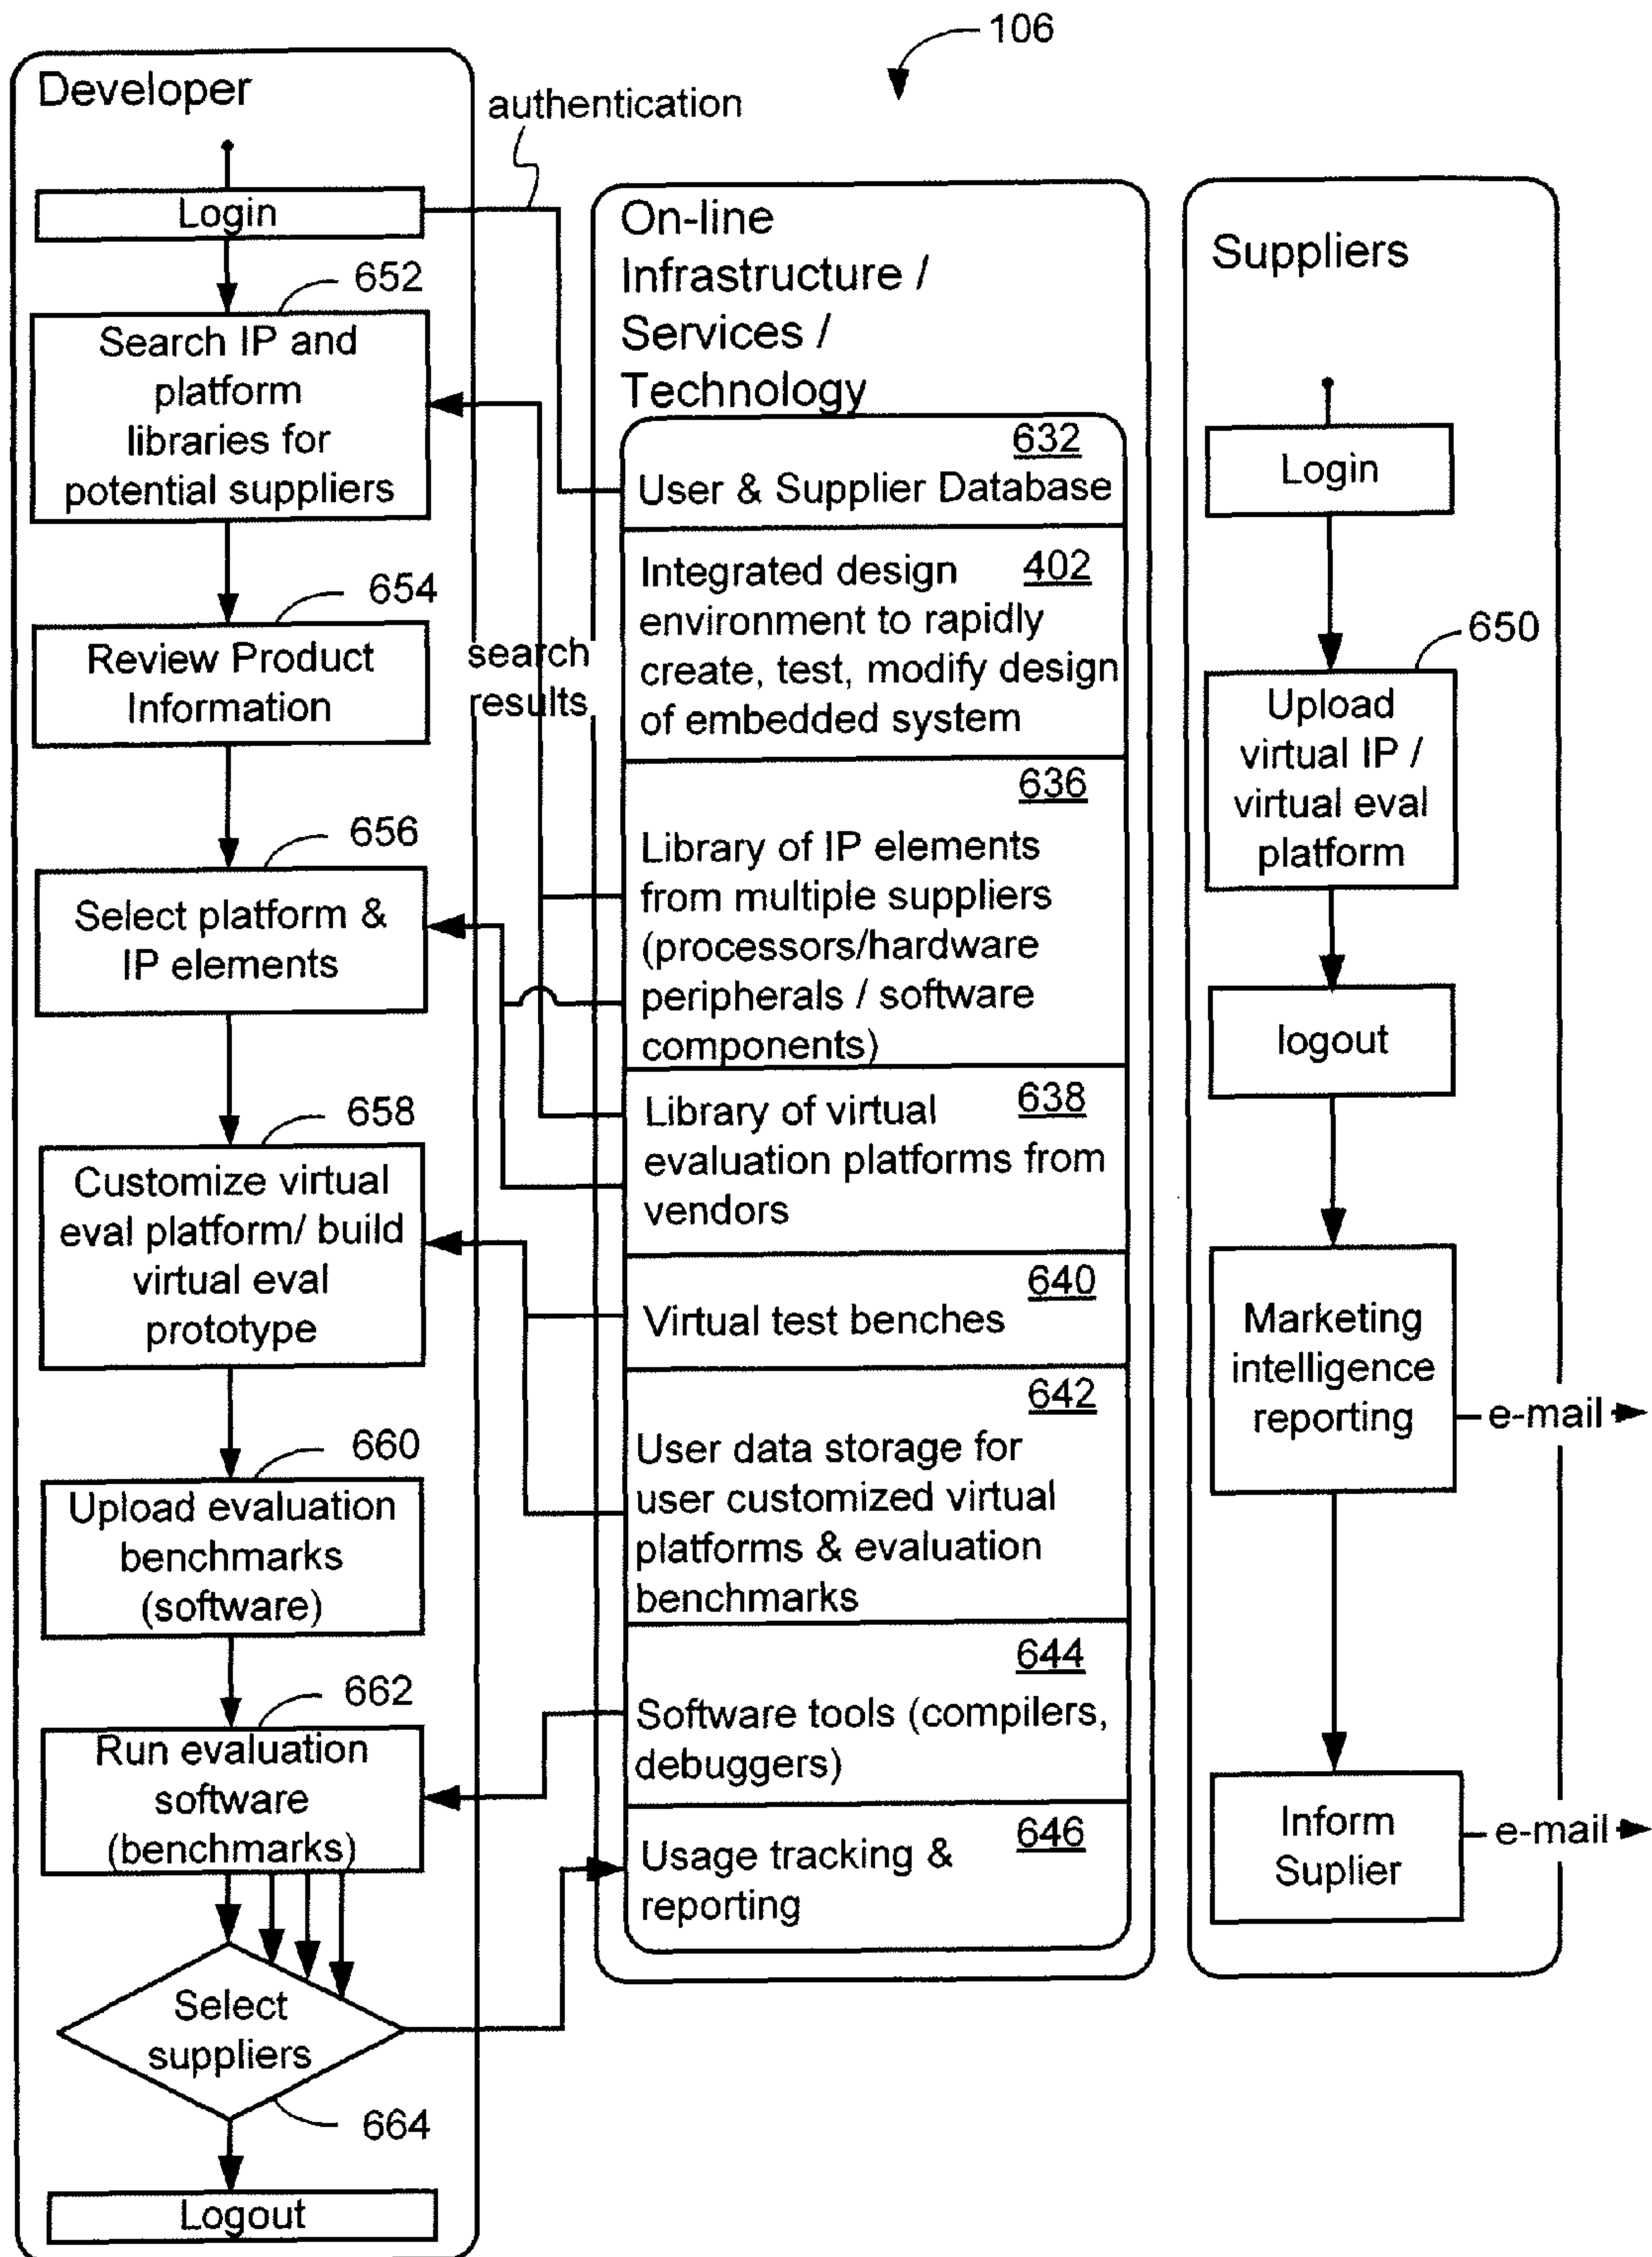 106
Developer
authentication
Login
652
Search IP and
platform
libraries for
potential suppliers
654
Review Product
Information
search
results
656
Select platform &
IP elements
658
Customize virtual
eval platform/ build
virtual eval
prototype
660
Upload evaluation
benchmarks
(software)
662
Run evaluation
software
(benchmarks)
Select
suppliers
664
Logout
On-line
Infrastructure /
Services /
Technology
632
User & Supplier Database
Integrated design 402
environment to rapidly
create, test, modify design
of embedded system
636
Library of IP elements
from multiple suppliers
(processors/hardware
peripherals / software
components)
638
Library of virtual
evaluation platforms from
vendors
640
Virtual test benches
642
User data storage for
user customized virtual
platforms & evaluation
benchmarks
644
Software tools (compilers,
debuggers)
646
Usage tracking &
reporting
Suppliers
Login
650
Upload
virtual IP /
virtual eval
platform
logout
Marketing
intelligence
reporting
e-mail
Inform
Suplier
e-mail